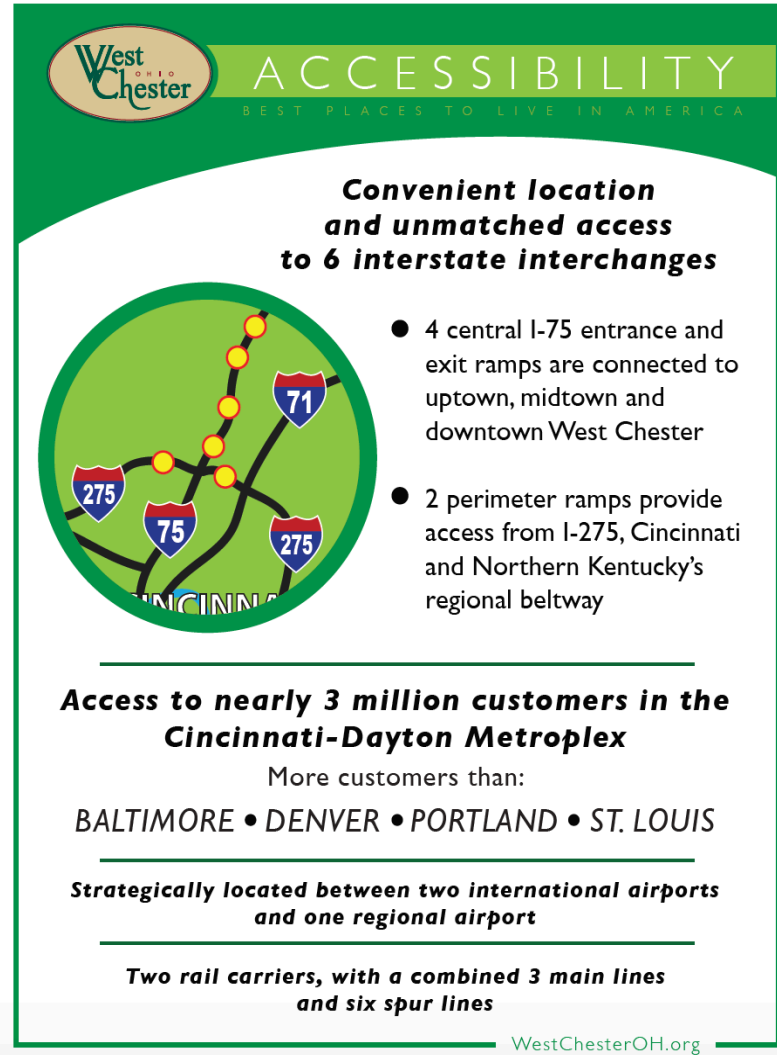 West
OHIO
Chester
ACCESSIBILITY
BEST PLACES TO LIVE IN AMERICA
Convenient location
and unmatched access
to 6 interstate interchanges
● 4 central I-75 entrance and
exit ramps are connected to
uptown, midtown and
downtown West Chester
● 2 perimeter ramps provide
access from I-275, Cincinnati
and Northern Kentucky's
regional beltway
71
275
75
275
CINCINNA
Access to nearly 3 million customers in the
Cincinnati-Dayton Metroplex
More customers than:
BALTIMORE ● DENVER ● PORTLAND ● ST. LOUIS
Strategically located between two international airports
and one regional airport
Two rail carriers, with a combined 3 main lines
and six spur lines
WestChesterOH.org